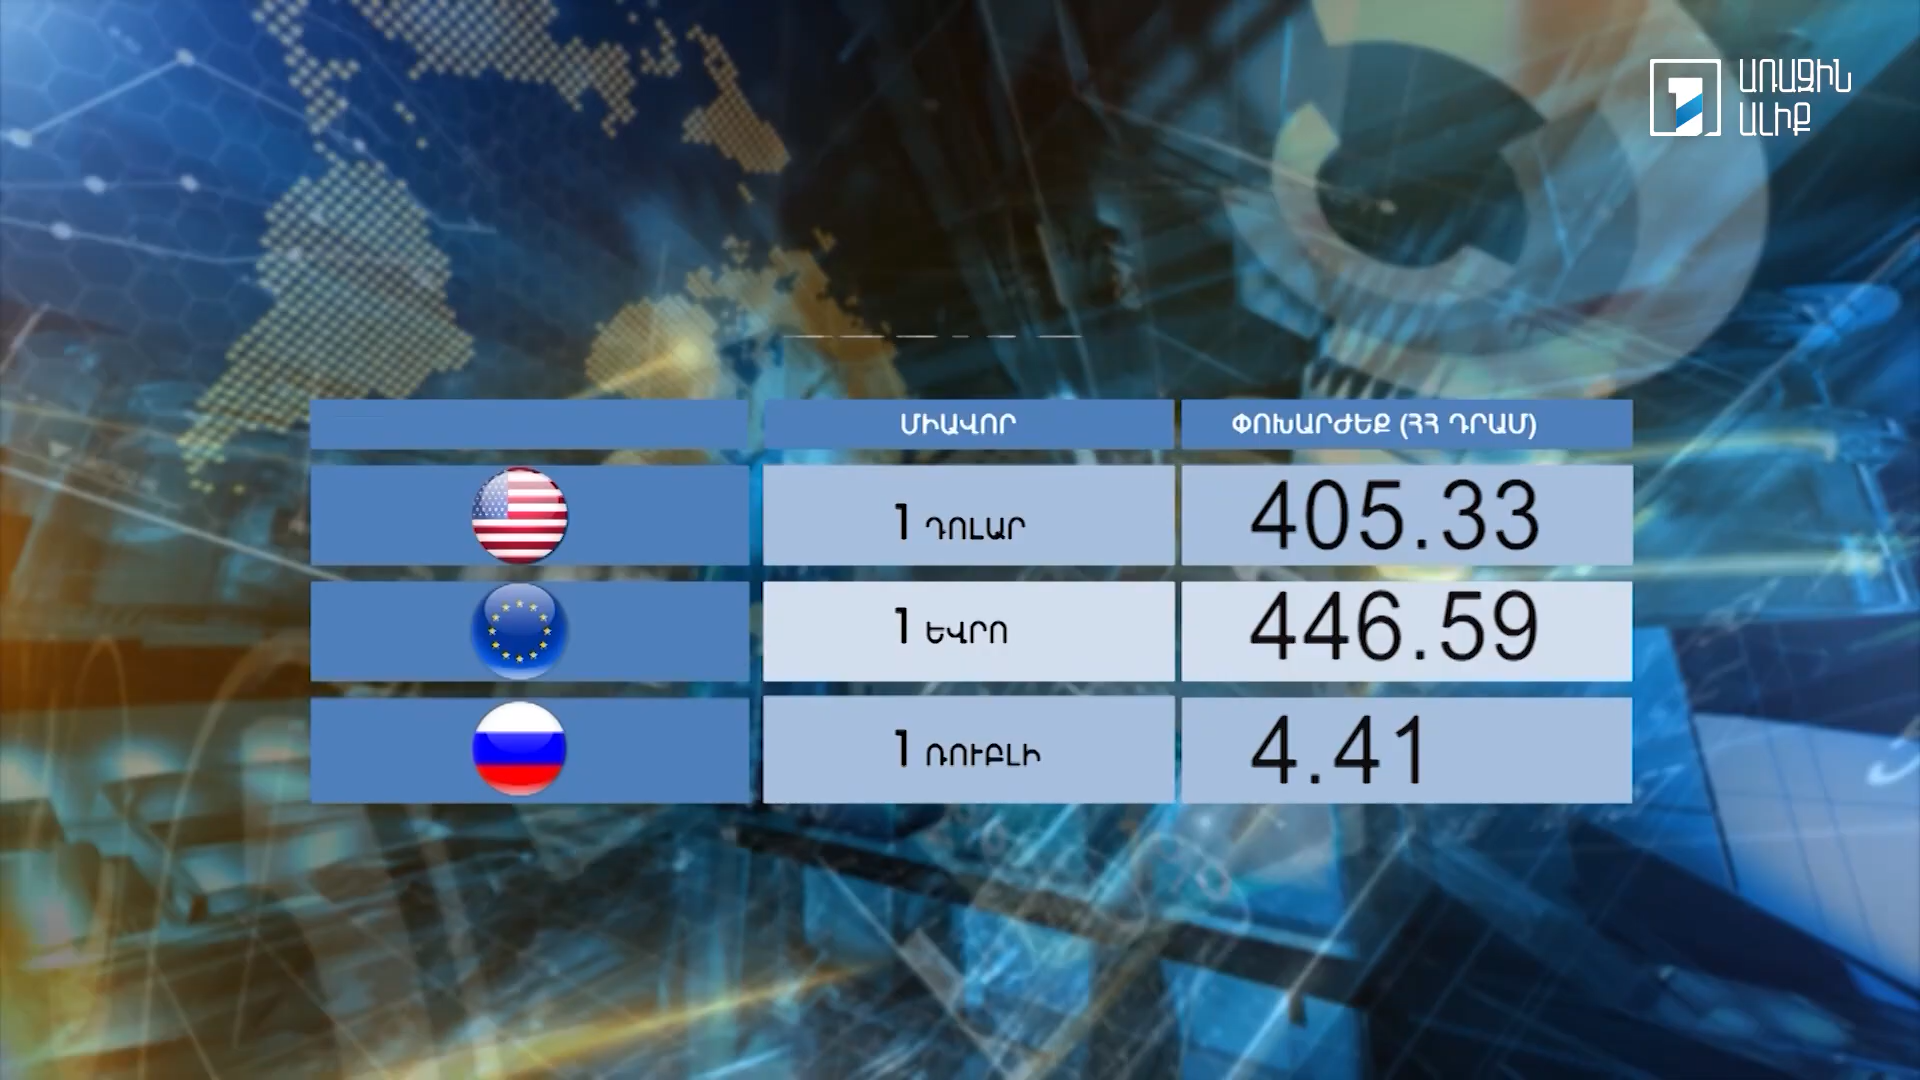 ԱՌԱՋԻՆ
ԱԼԻՔ
ՄԻԱՎՈՐ ՓՈԽԱՐԺԵՔ (ՀՀ ԴՐԱՄ)
1 ԴՈԼԱՐ 405.33
1 ԵՎՐՈ 446.59
1 ՌՈՒԲԼԻ 4.41